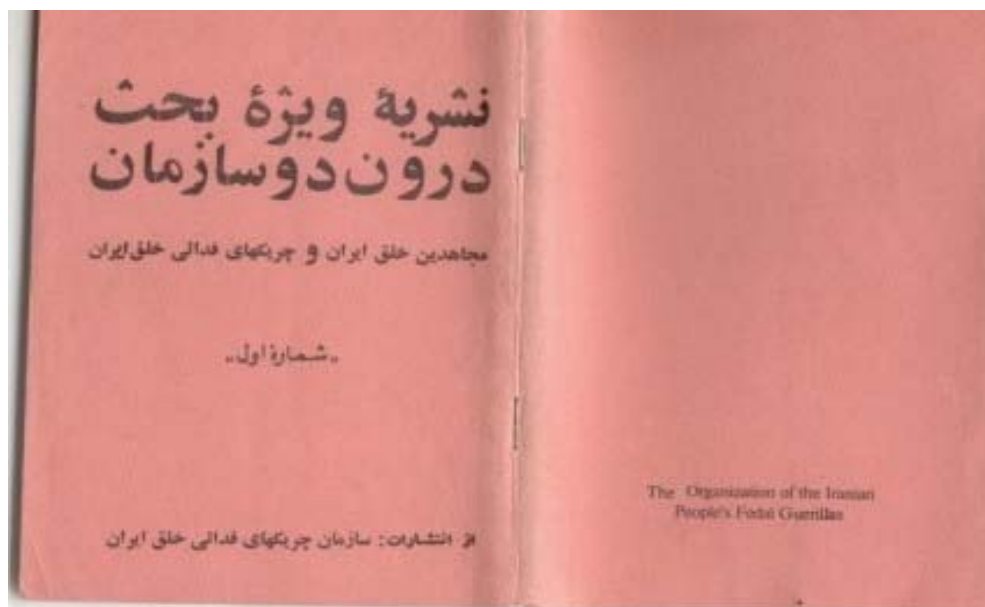 نشریهٔ ویژهٔ بحث
درون دو سازمان
مجاهدین خلق ایران و چریکهای فدائی خلق ایران
„شمارهٔ اول„
از انتشارات: سازمان چریکهای فدائی خلق ایران
The Organization of the Iranian
People's Fedai Guerrillas